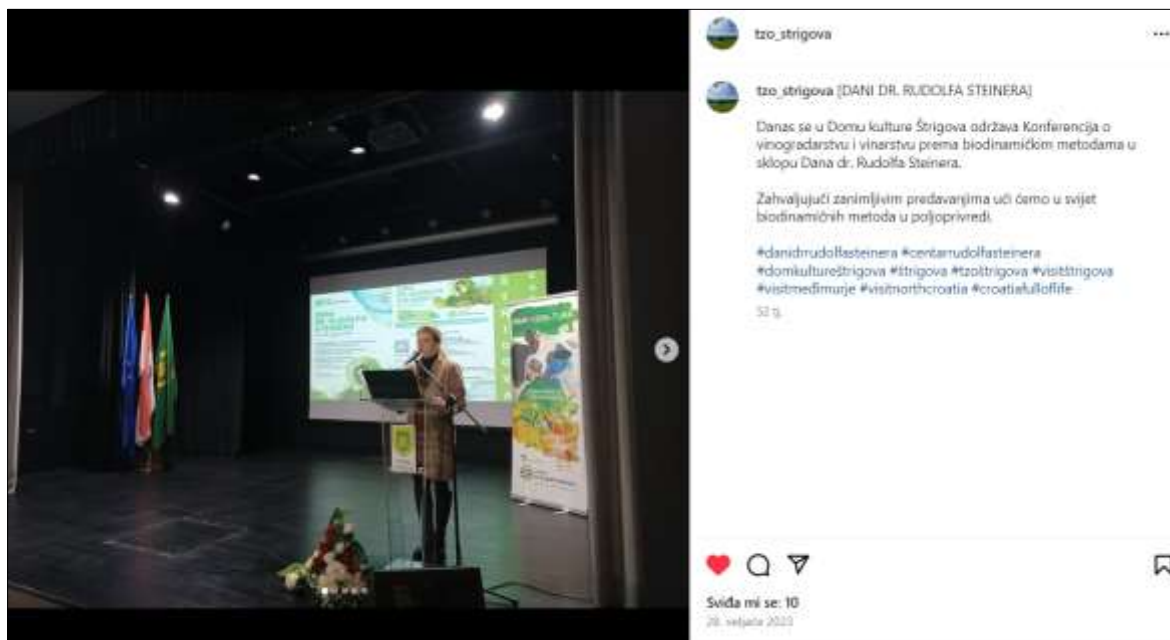 tzo_strigova
tzo_strigova [DANI DR. RUDOLFA STEINERA]
Danas se u Domu kulture Štrigova održava Konferencija o
vinogradarstvu i vinarstvu prema biodinamičkim metodama u
sklopu Dana dr. Rudolfa Steinera.
Zahvaljujući zanimljivim predavanjima ući ćemo u svijet
biodinamičnih metoda u poljoprivredi.
#danidrrudolfasteinera #centarrudolfasteinera
#domkultureštrigova #štrigova #tzoštrigova #visitštrigova
#visitmeđimurje #visitnorthcroatia #croatiafulloflife
52 tj.
Sviđa mi se: 10
28. veljače 2023